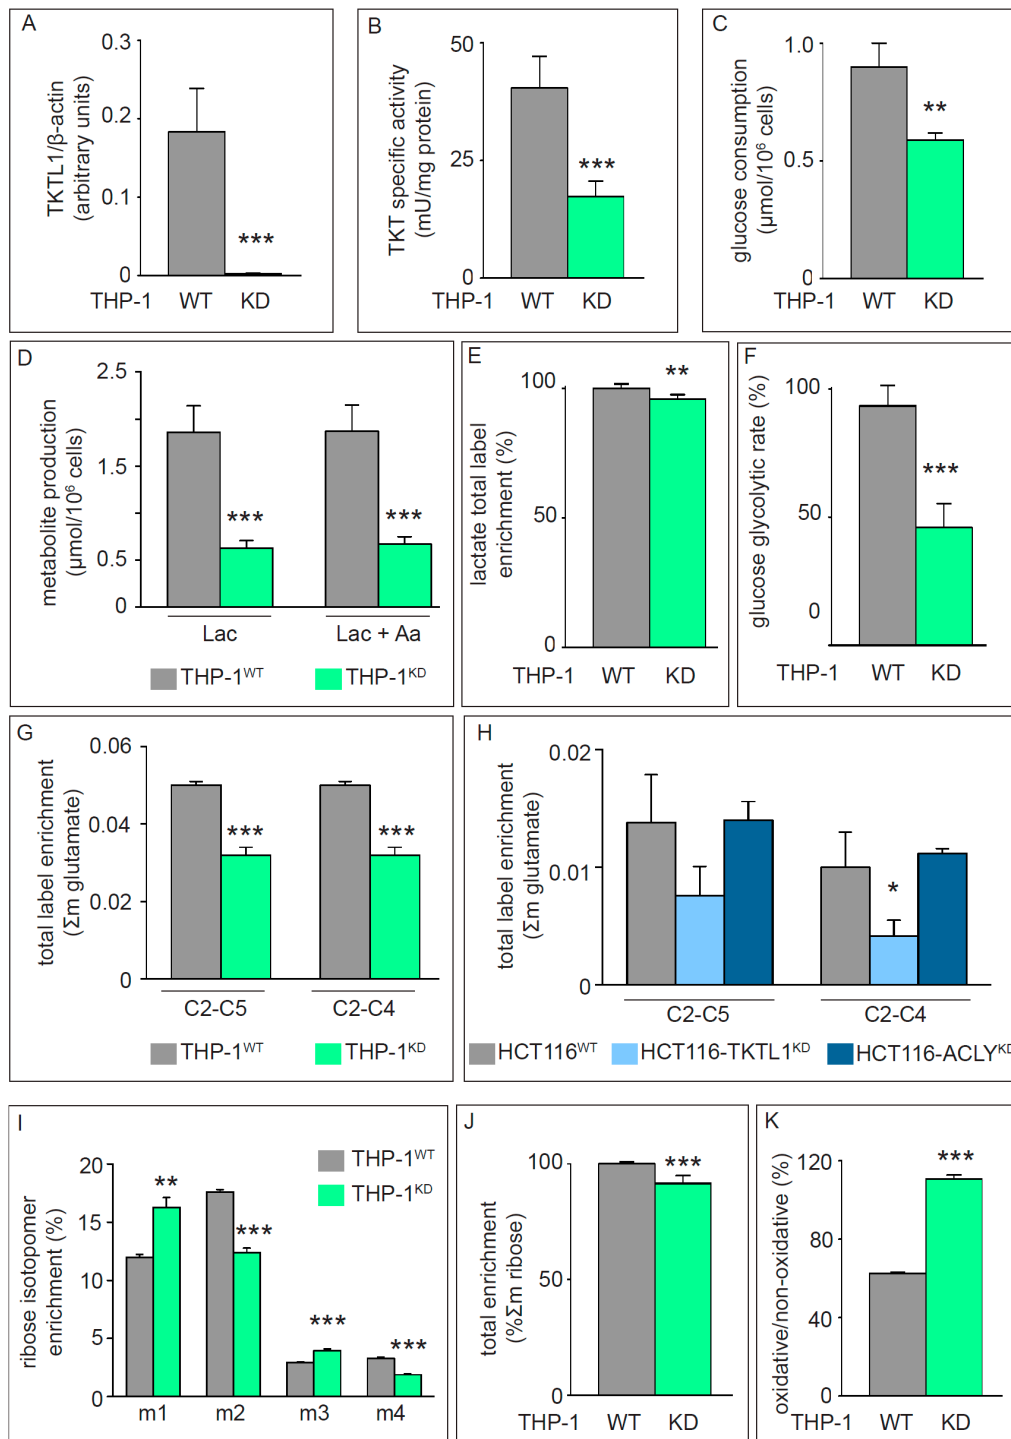 A
TKTL1/β-actin
(arbitrary units)
0.3
0.2
0.1
0
***
THP-1 WT KD
B
TKT specific activity
(mU/mg protein)
50
25
0
***
THP-1 WT KD
C
glucose consumption
(μmol/10⁶ cells)
1.0
0.5
0
**
THP-1 WT KD
D
metabolite production
(μmol/10⁶ cells)
2.5
1.5
0.5
0
*** ***
Lac Lac + Aa
THP-1ᵂᵀ THP-1ᴷᴰ
E
lactate total label
enrichment (%)
100
50
0
**
THP-1 WT KD
F
glucose glycolytic rate (%)
100
50
0
***
THP-1 WT KD
G
total label enrichment
(Σm glutamate)
0.06
0.04
0.02
0
*** ***
C2-C5 C2-C4
THP-1ᵂᵀ THP-1ᴷᴰ
H
total label enrichment
(Σm glutamate)
0.02
0.01
0
*
C2-C5 C2-C4
HCT116ᵂᵀ HCT116-TKTL1ᴷᴰ HCT116-ACLYᴷᴰ
I
ribose isotopomer
enrichment (%)
20
15
10
5
0
THP-1ᵂᵀ
THP-1ᴷᴰ
** *** *** ***
m1 m2 m3 m4
J
total enrichment
(%Σm ribose)
100
50
0
***
THP-1 WT KD
K
oxidative/non-oxidative (%)
120
80
40
0
***
THP-1 WT KD